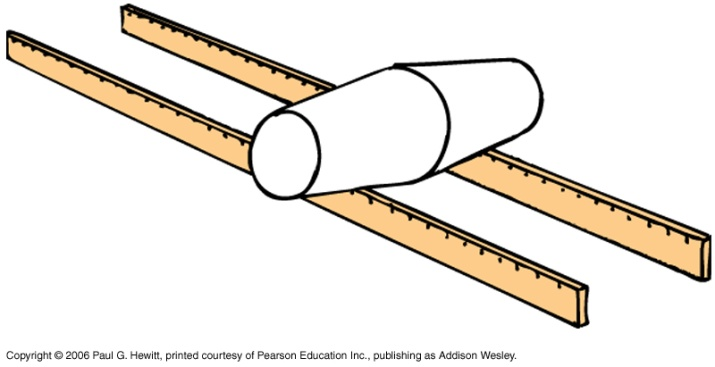 Copyright © 2006 Paul G. Hewitt, printed courtesy of Pearson Education Inc., publishing as Addison Wesley.